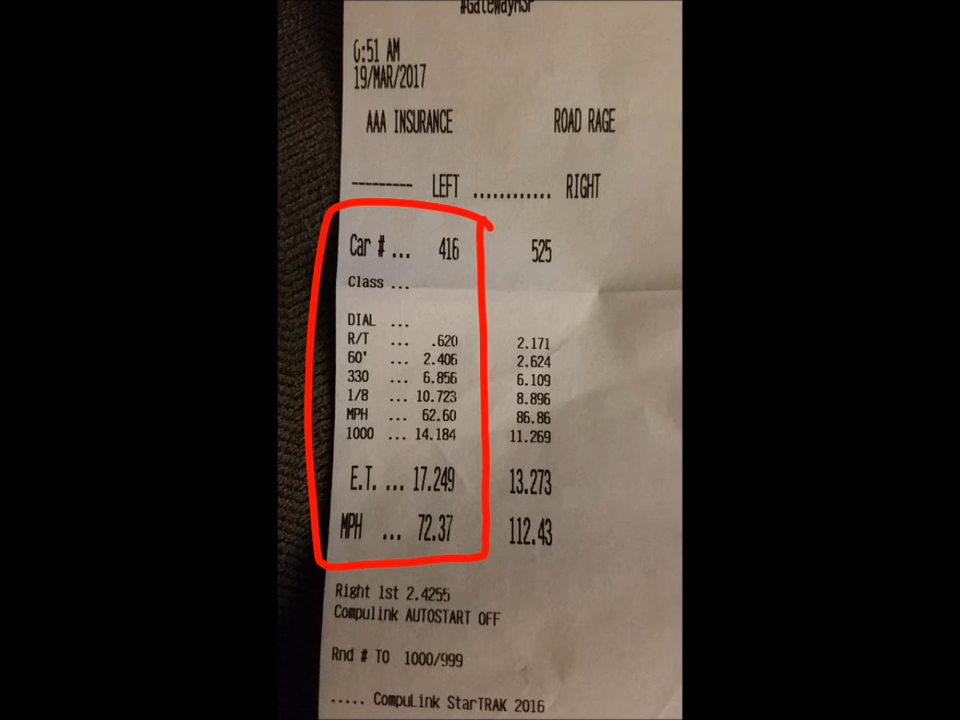 #GatewayMSP
6:51 AM
19/MAR/2017
AAA INSURANCE ROAD RAGE
--------- LEFT ............ RIGHT
Car # ... 416 525
Class ...
DIAL ...
R/T ... .620 2.171
60' ... 2.406 2.624
330 ... 6.856 6.109
1/8 ... 10.723 8.896
MPH ... 62.60 86.86
1000 ... 14.184 11.269
E.T. ... 17.249 13.273
MPH ... 72.37 112.43
Right 1st 2.4255
Compulink AUTOSTART OFF
Rnd # TO 1000/999
..... CompuLink StarTRAK 2016